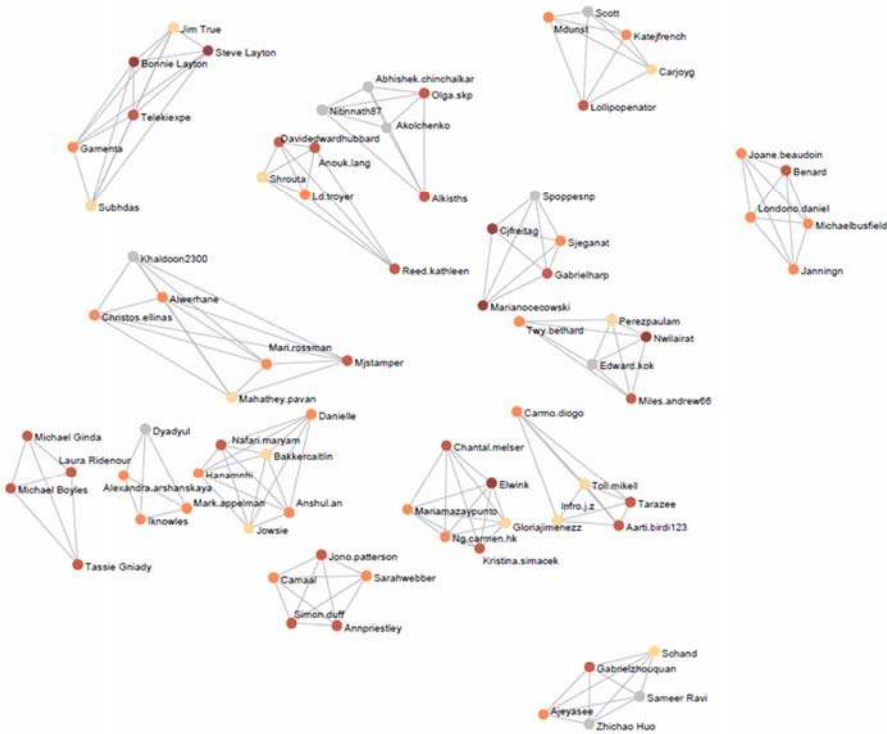 Jim True
Steve Layton
Bonnie Layton
Telekiexpe
Gamenta
Subhdas
Scott
Mdunst
Katejfrench
Carjoyg
Lollipopenator
Abhishek.chinchalkar
Olga.skp
Nitinnath87
Akoichenko
Alkisths
Davidedwardhubbard
Anouk.lang
Shrouta
Ld.troyer
Reed.kathleen
Joane.beaudoin
Benard
Londono.daniel
Michaelbusfield
Janningn
Spoppesnp
Cjfreitag
Sjeganat
Gabrielharp
Marianocecowski
Khaldoon2300
Alwerhane
Christos.ellinas
Mari.rossman
Mjstamper
Mahathey.pavan
Perezpaulam
Twy.bethard
Nwilairat
Edward.kok
Miles.andrew66
Michael Ginda
Laura Ridenour
Michael Boyles
Tassie Gniady
Dyadyul
Alexandra.arshanskaya
Mark.appelman
Iknowles
Danielle
Nafari.maryam
Bakkercaitlin
Anshul.an
Jowsie
Carmo.diogo
Chantal.melser
Elwink
Mariamazaypunto
Gloriajimenezz
Ng.carmen.hk
Kristina.simacek
Toll.mikell
Infro.j.z
Tarazee
Aarti.birdi123
Jono.patterson
Camaal
Sarahwebber
Simon.duff
Annpriestley
Schand
Gabrielzhouquan
Sameer Ravi
Ajeyasee
Zhichao Huo